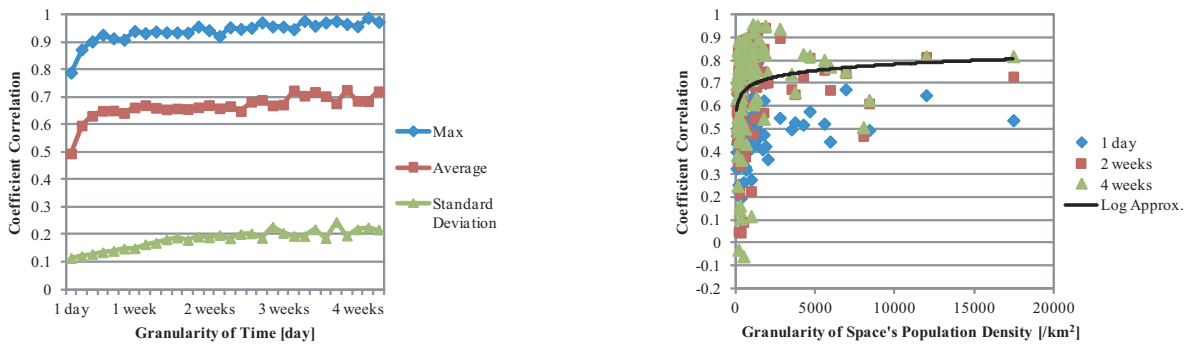 1
0.9
0.8
0.7
0.6
0.5
0.4
0.3
0.2
0.1
0
Coefficient Correlation
1 day
1 week
2 weeks
3 weeks
4 weeks
Granularity of Time [day]
Max
Average
Standard
Deviation
1
0.9
0.8
0.7
0.6
0.5
0.4
0.3
0.2
0.1
0
-0.1
-0.2
Coefficient Correlation
0
5000
10000
15000
20000
Granularity of Space's Population Density [/km²]
1 day
2 weeks
4 weeks
Log Approx.